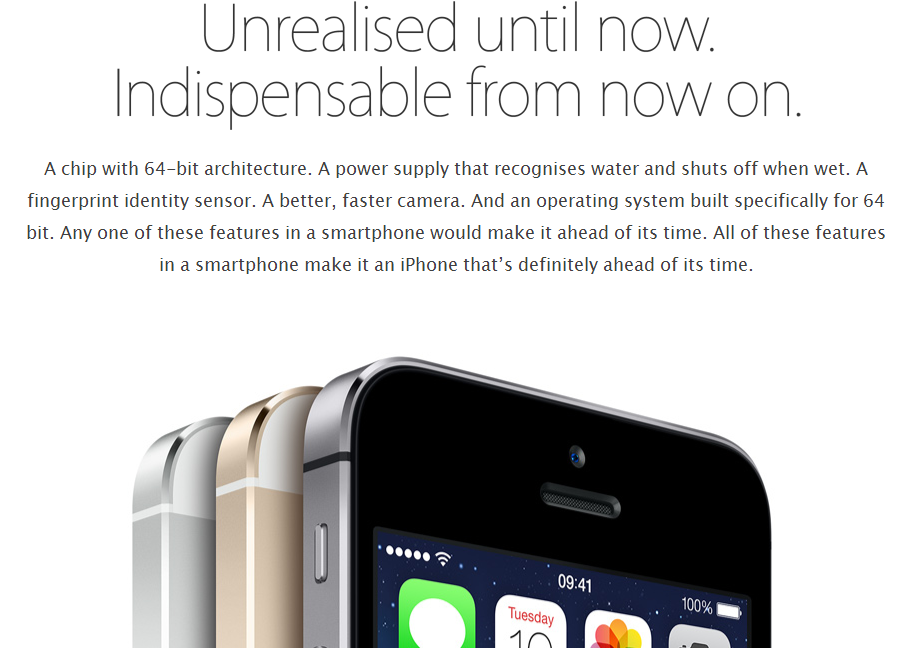 Unrealised until now.
Indispensable from now on.
A chip with 64-bit architecture. A power supply that recognises water and shuts off when wet. A
fingerprint identity sensor. A better, faster camera. And an operating system built specifically for 64
bit. Any one of these features in a smartphone would make it ahead of its time. All of these features
in a smartphone make it an iPhone that’s definitely ahead of its time.
09:41
100%
Tuesday